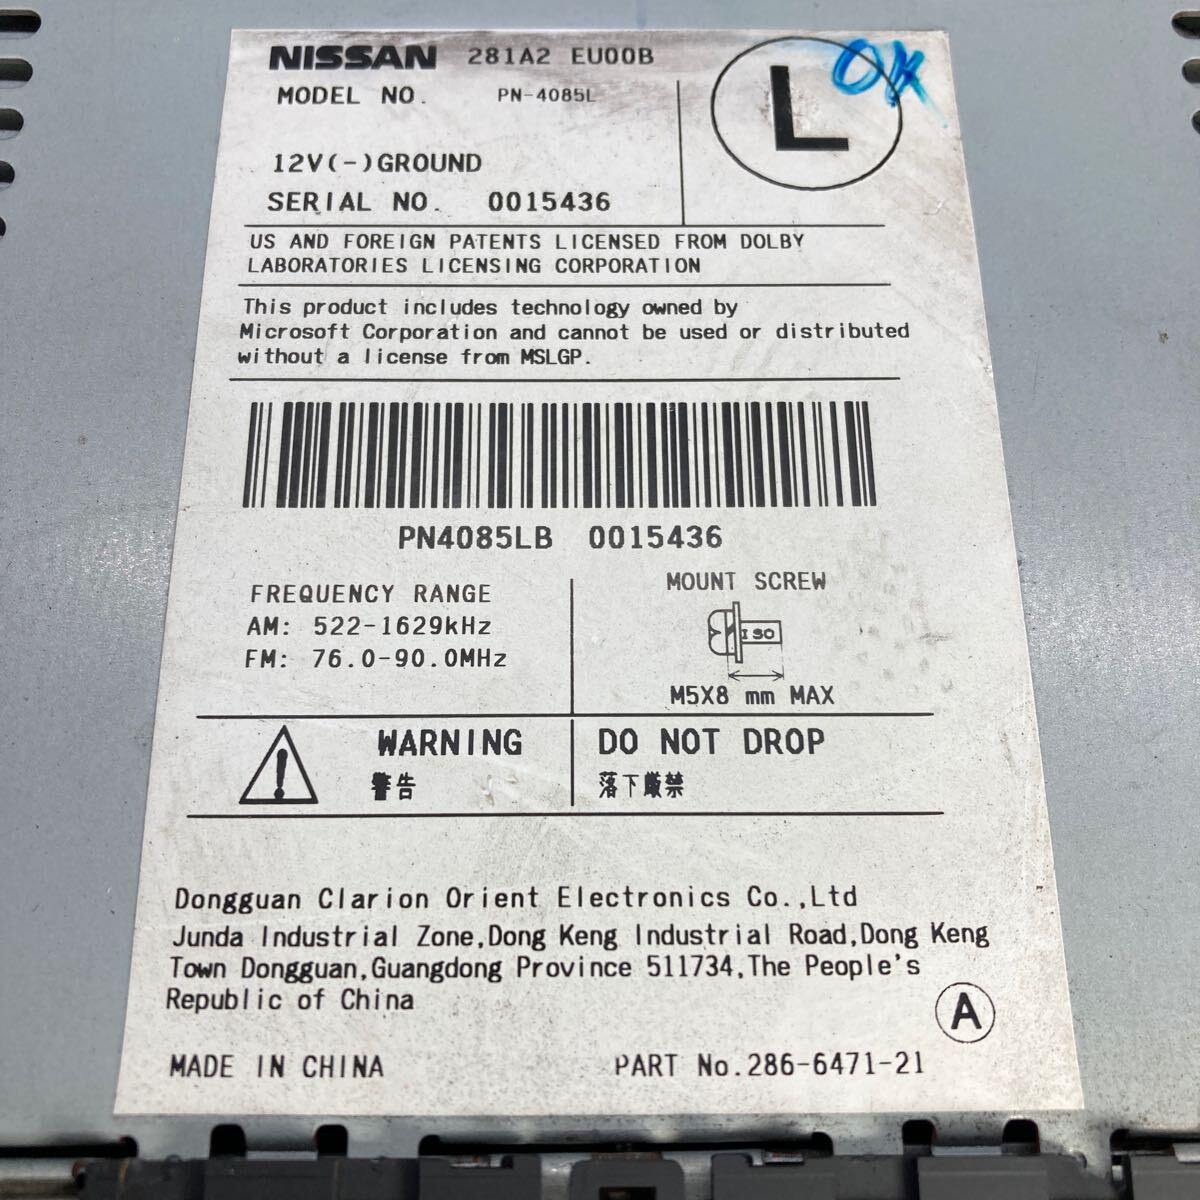 NISSAN 281A2 EU00B
MODEL NO. PN-4085L
L
OK
12V(-)GROUND
SERIAL NO. 0015436
US AND FOREIGN PATENTS LICENSED FROM DOLBY
LABORATORIES LICENSING CORPORATION
This product includes technology owned by
Microsoft Corporation and cannot be used or distributed
without a license from MSLGP.
PN4085LB 0015436
FREQUENCY RANGE
AM: 522-1629kHz
FM: 76.0-90.0MHz
MOUNT SCREW
ISO
M5X8 mm MAX
WARNING
警告
DO NOT DROP
落下厳禁
Dongguan Clarion Orient Electronics Co.,Ltd
Junda Industrial Zone,Dong Keng Industrial Road,Dong Keng
Town Dongguan,Guangdong Province 511734,The People's
Republic of China
A
MADE IN CHINA
PART No.286-6471-21